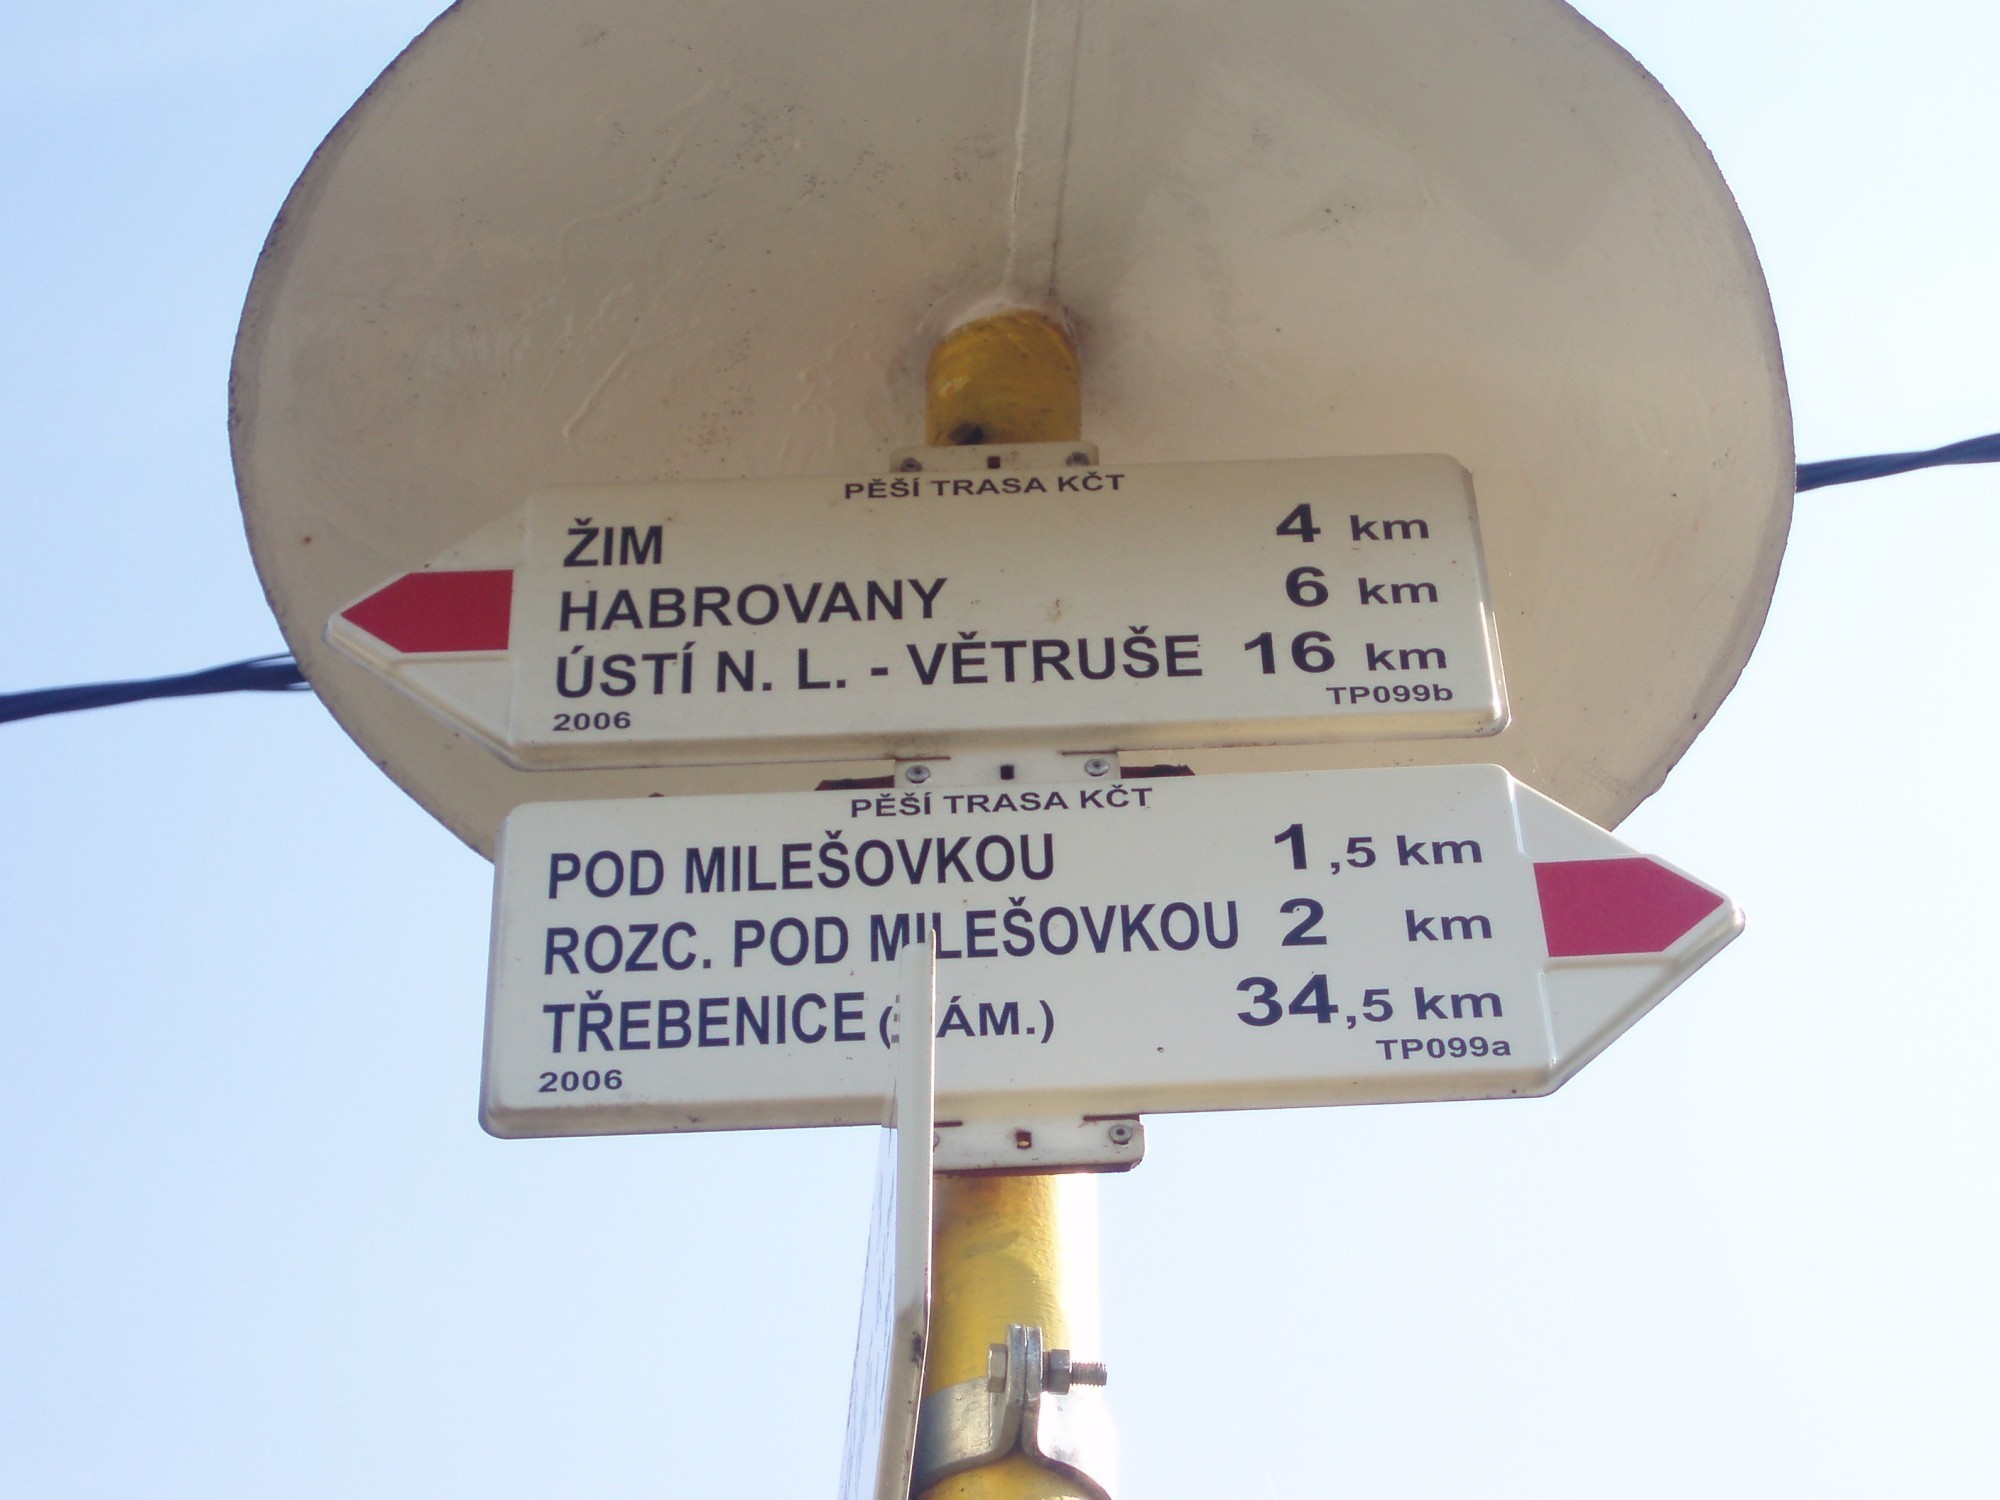 PĚŠÍ TRASA KČT
ŽIM 4 km
HABROVANY 6 km
ÚSTÍ N. L. - VĚTRUŠE 16 km
2006 TP099b
PĚŠÍ TRASA KČT
POD MILEŠOVKOU 1,5 km
ROZC. POD MILEŠOVKOU 2 km
TŘEBENICE 34,5 km
2006 TP099a